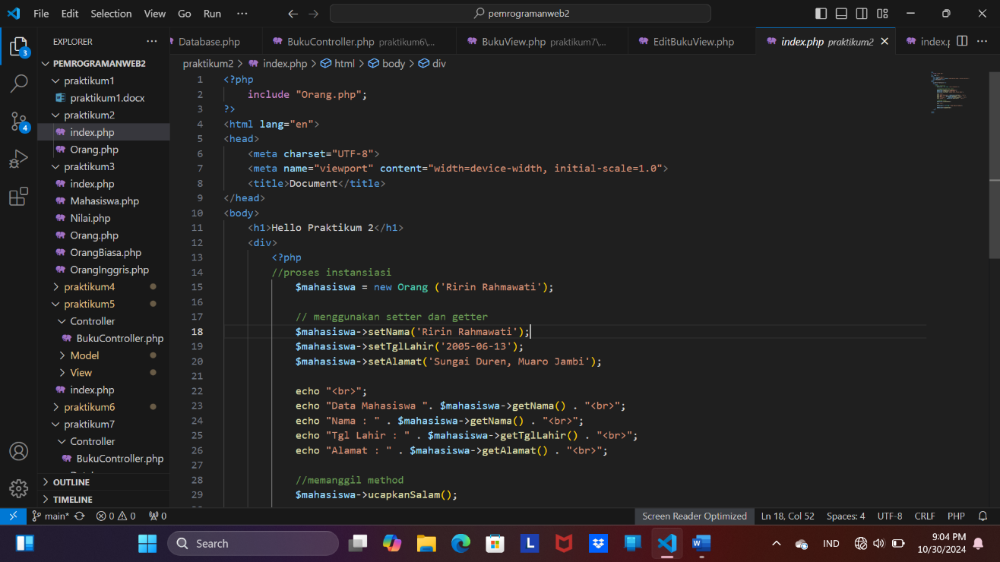 File Edit Selection View Go Run ... pemrogramanweb2
EXPLORER ...
Database.php BukuController.php praktikum6\... BukuView.php praktikum7\... EditBukuView.php index.php praktikum2 index.p
praktikum2 > index.php > html > body > div
3
4
PEMROGRAMANWEB2
praktikum1
praktikum1.docx
praktikum2
index.php
Orang.php
praktikum3
index.php
Mahasiswa.php
Nilai.php
Orang.php
OrangBiasa.php
OrangInggris.php
praktikum4
praktikum5
Controller
BukuController.php
Model
View
index.php
praktikum6
praktikum7
Controller
BukuController.php
OUTLINE
TIMELINE
1 <?php
2 include "Orang.php";
3 ?>
4 <html lang="en">
5 <head>
6 <meta charset="UTF-8">
7 <meta name="viewport" content="width=device-width, initial-scale=1.0">
8 <title>Document</title>
9 </head>
10 <body>
11 <h1>Hello Praktikum 2</h1>
12 <div>
13 <?php
14 //proses instansiasi
15 $mahasiswa = new Orang ('Ririn Rahmawati');
16
17 // menggunakan setter dan getter
18 $mahasiswa->setNama('Ririn Rahmawati');
19 $mahasiswa->setTglLahir('2005-06-13');
20 $mahasiswa->setAlamat('Sungai Duren, Muaro Jambi');
21
22 echo "<br>";
23 echo "Data Mahasiswa ". $mahasiswa->getNama() . "<br>";
24 echo "Nama : " . $mahasiswa->getNama() . "<br>";
25 echo "Tgl Lahir : " . $mahasiswa->getTglLahir() . "<br>";
26 echo "Alamat : " . $mahasiswa->getAlamat() . "<br>";
27
28 //memanggil method
29 $mahasiswa->ucapkanSalam();
main* 0 0 0 Screen Reader Optimized Ln 18, Col 52 Spaces: 4 UTF-8 CRLF PHP
Search L W IND 9:04 PM
10/30/2024